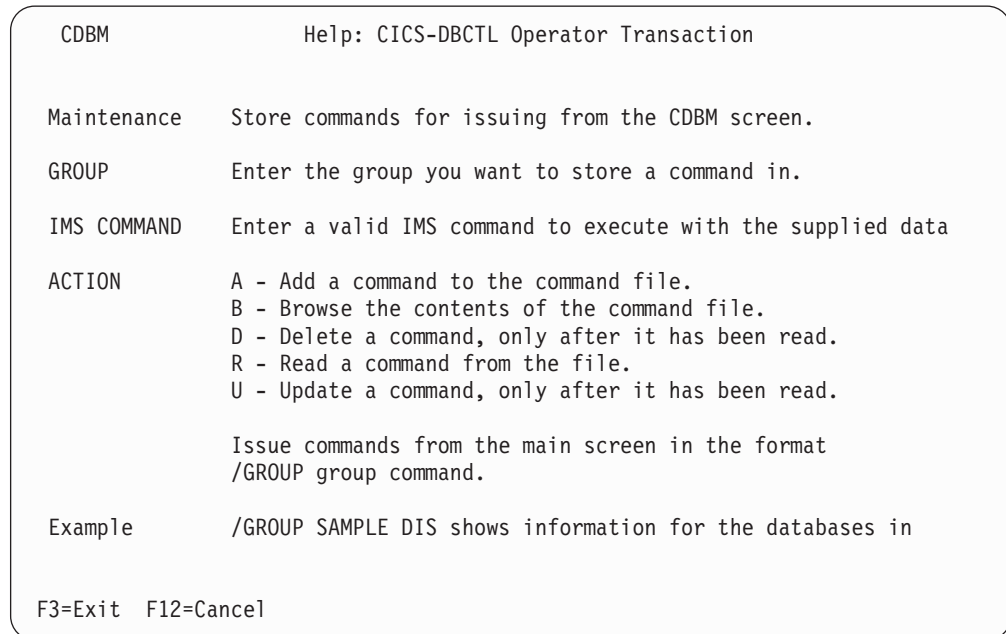 CDBM Help: CICS-DBCTL Operator Transaction
Maintenance Store commands for issuing from the CDBM screen.
GROUP Enter the group you want to store a command in.
IMS COMMAND Enter a valid IMS command to execute with the supplied data
ACTION A - Add a command to the command file.
B - Browse the contents of the command file.
D - Delete a command, only after it has been read.
R - Read a command from the file.
U - Update a command, only after it has been read.
Issue commands from the main screen in the format
/GROUP group command.
Example /GROUP SAMPLE DIS shows information for the databases in
F3=Exit F12=Cancel